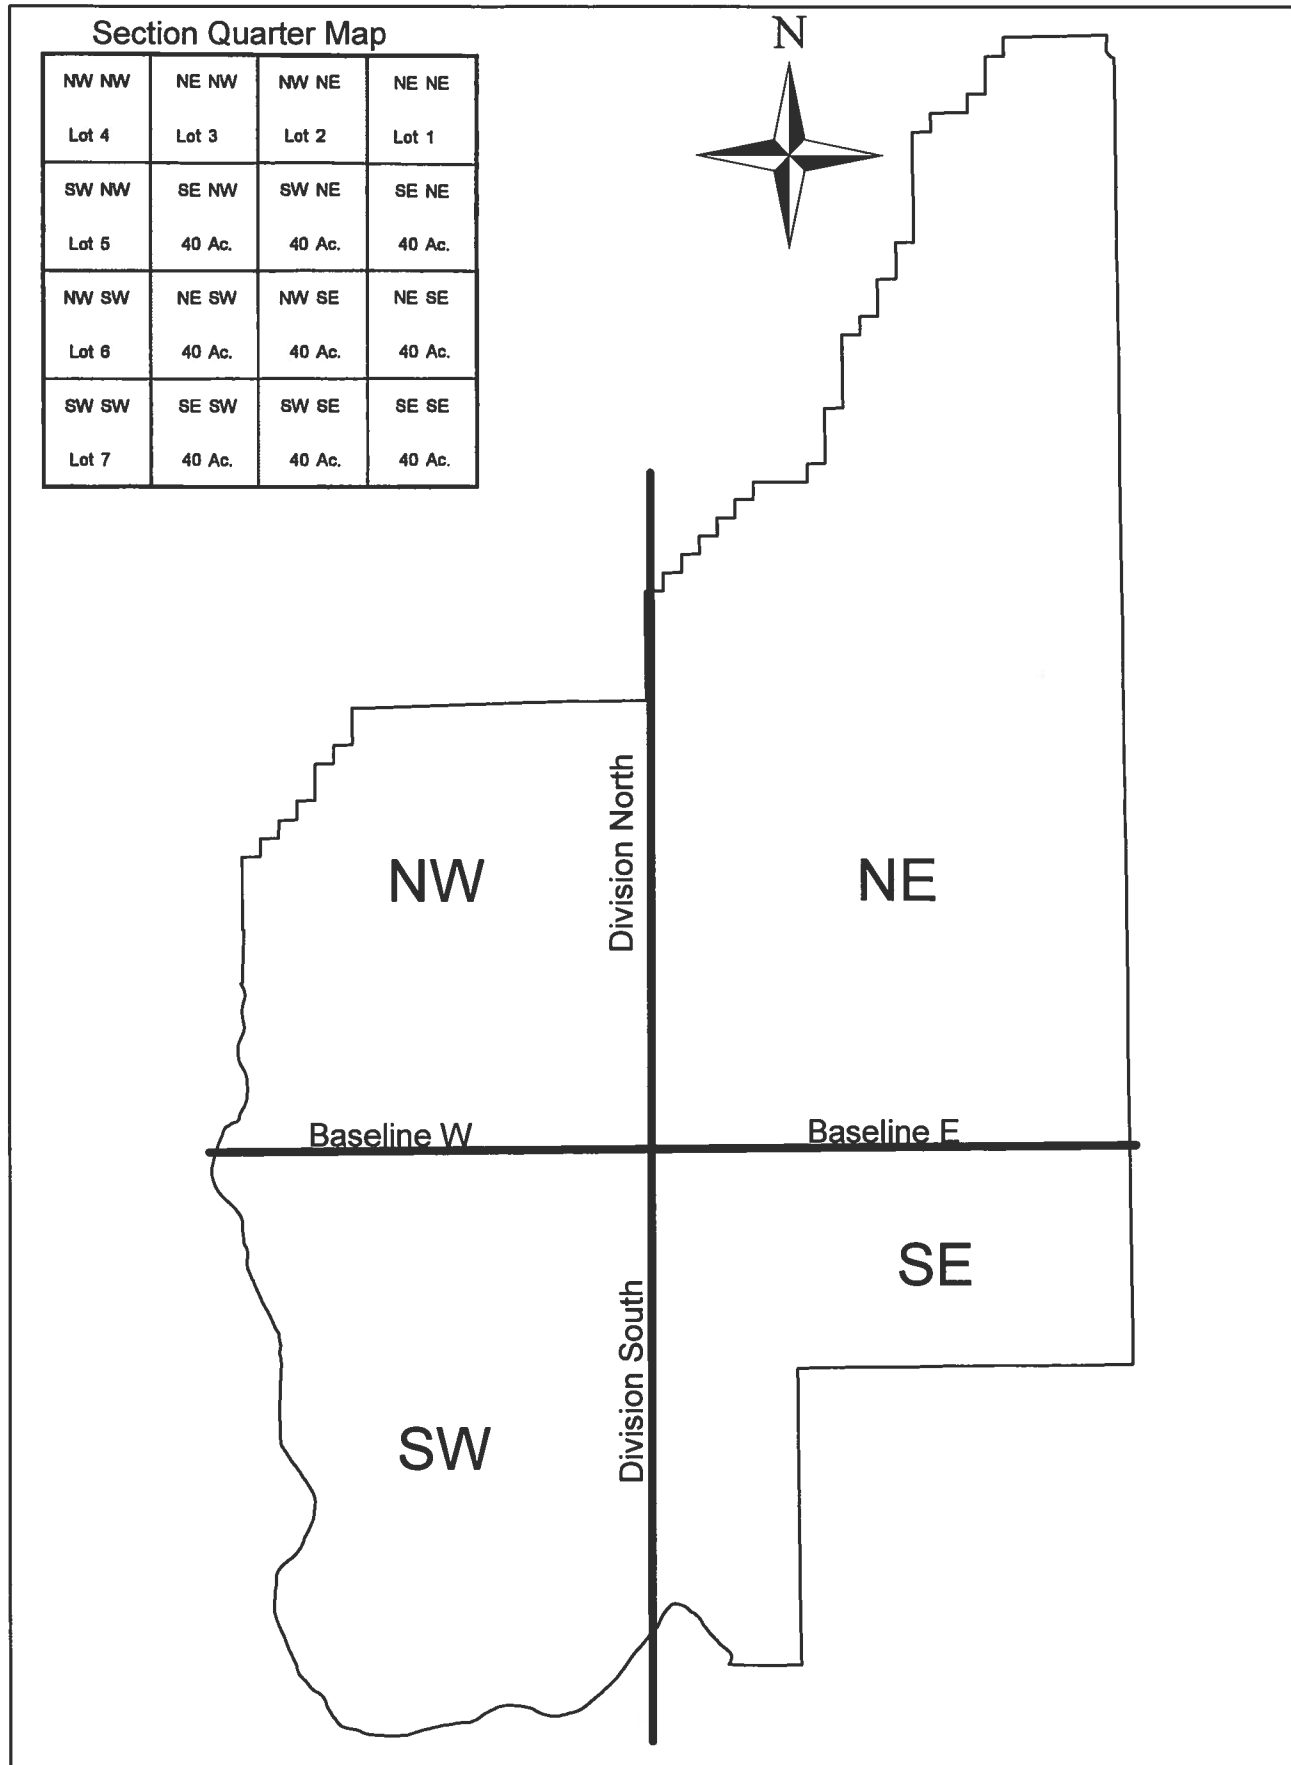 Section Quarter Map
N
NW NW NE NW NW NE NE NE
Lot 4 Lot 3 Lot 2 Lot 1
SW NW SE NW SW NE SE NE
Lot 5 40 Ac. 40 Ac. 40 Ac.
NW SW NE SW NW SE NE SE
Lot 6 40 Ac. 40 Ac. 40 Ac.
SW SW SE SW SW SE SE SE
Lot 7 40 Ac. 40 Ac. 40 Ac.
Division North
NW
NE
Baseline W
Baseline E
SE
Division South
SW